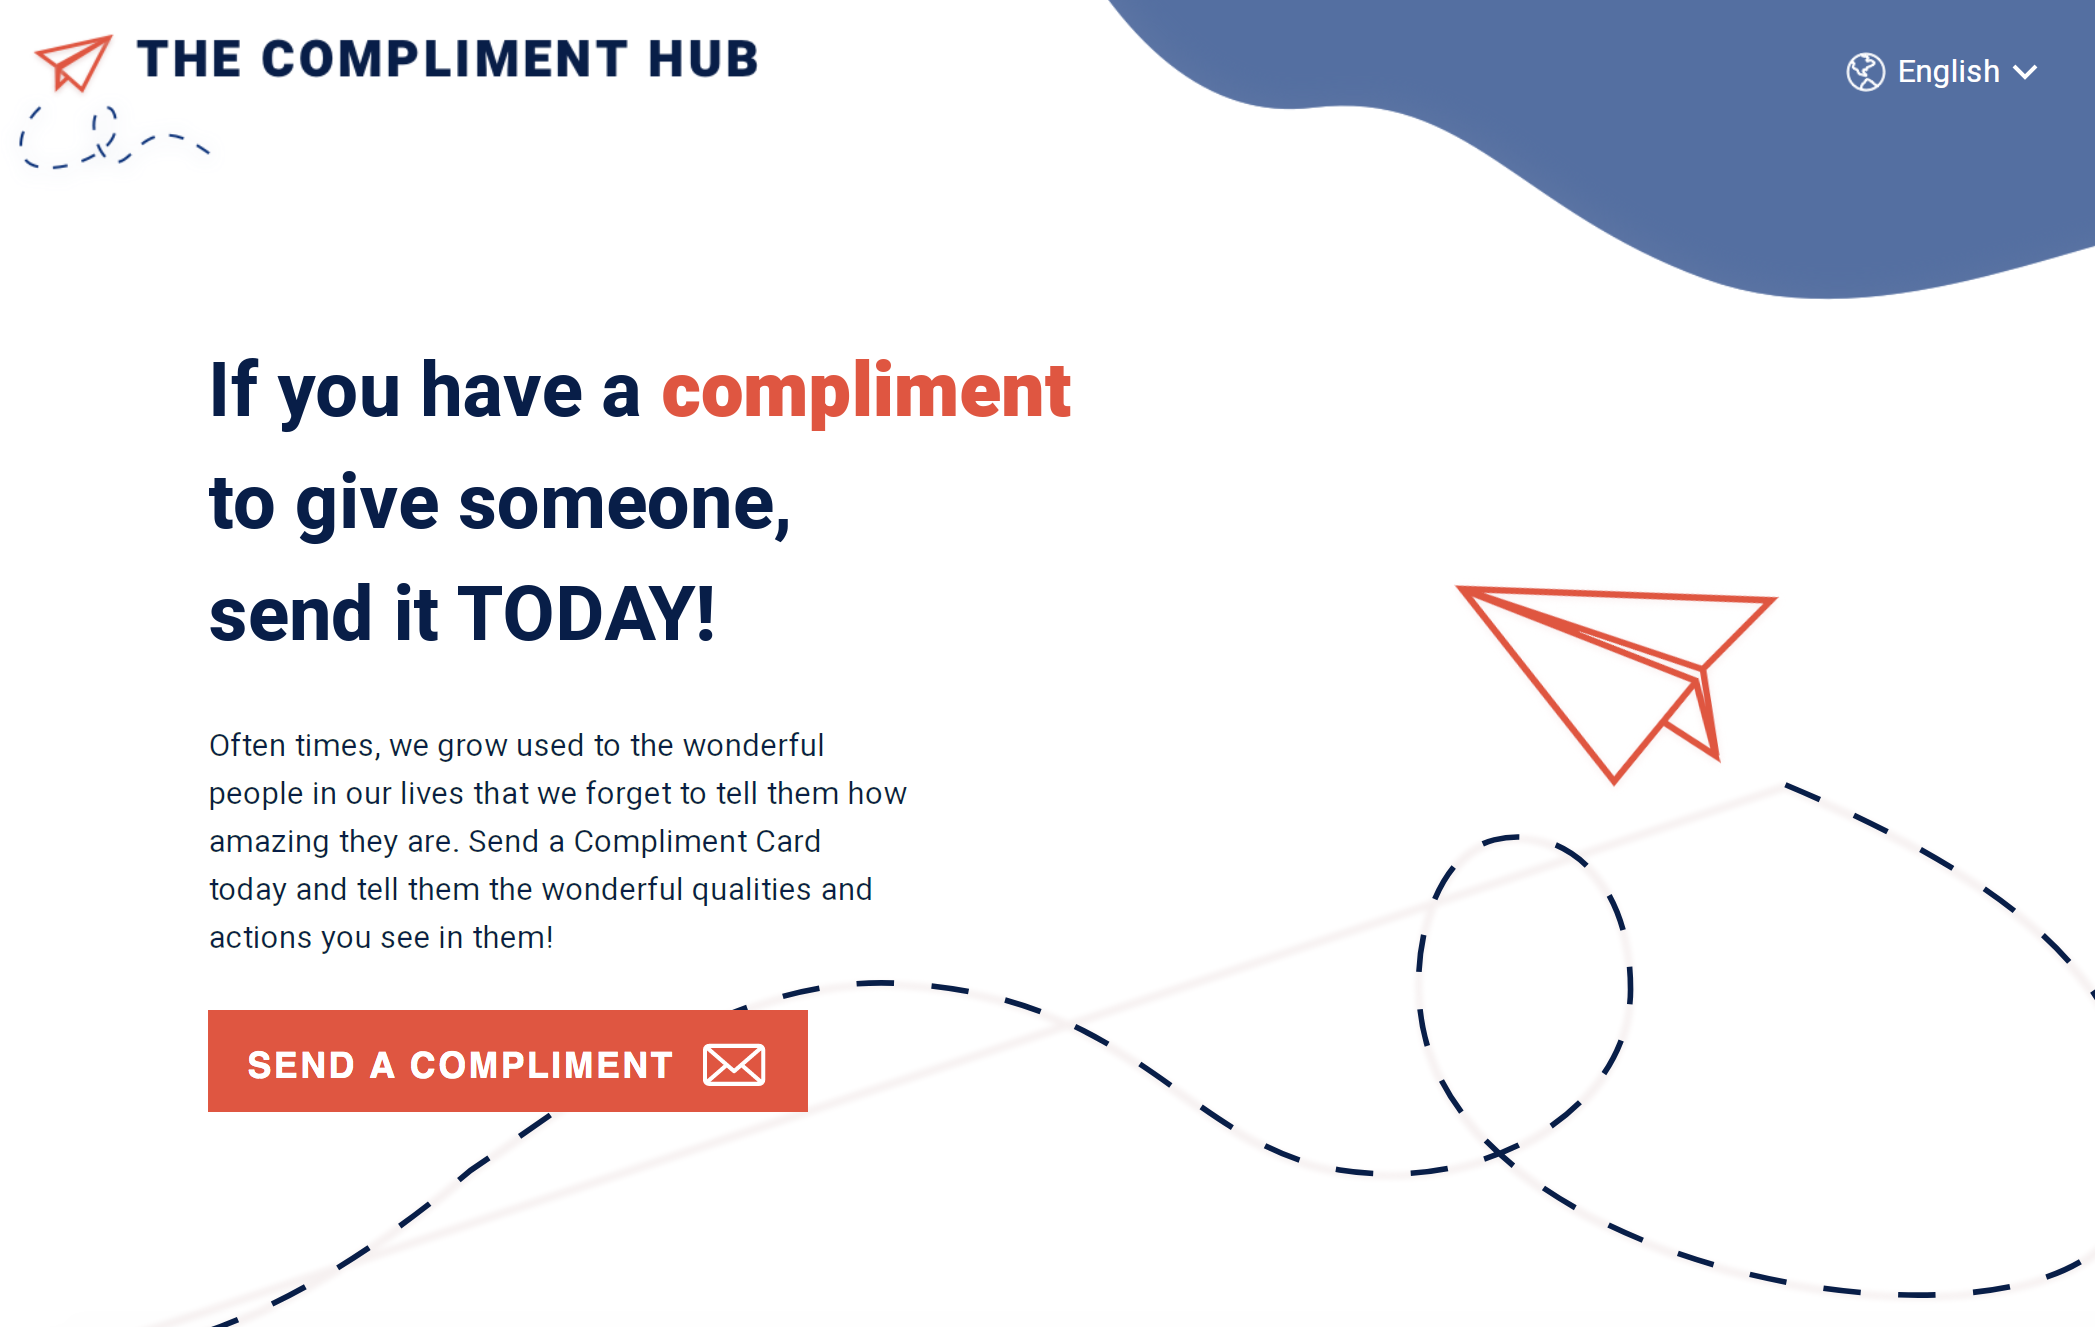 THE COMPLIMENT HUB
English
If you have a compliment
to give someone,
send it TODAY!
Often times, we grow used to the wonderful
people in our lives that we forget to tell them how
amazing they are. Send a Compliment Card
today and tell them the wonderful qualities and
actions you see in them!
SEND A COMPLIMENT